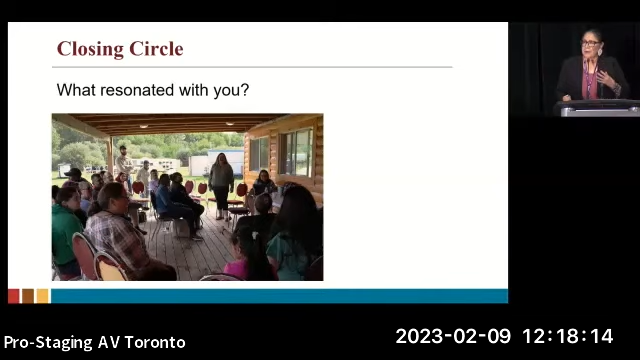 Closing Circle
What resonated with you?
Pro-Staging AV Toronto
2023-02-09 12:18:14